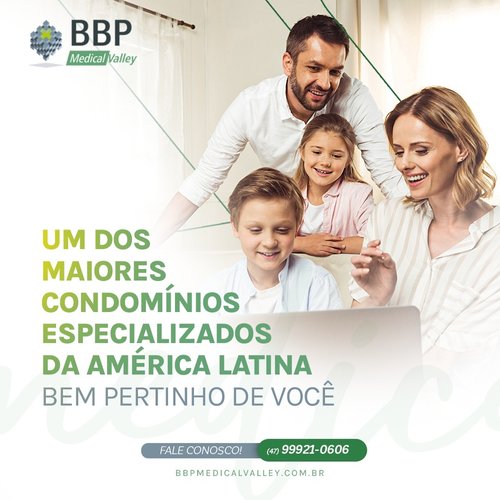 BBP
Medical Valley
UM DOS
MAIORES
CONDOMÍNIOS
ESPECIALIZADOS
DA AMÉRICA LATINA
BEM PERTINHO DE VOCÊ
FALE CONOSCO! (47) 99921-0606
BBPMEDICALVALLEY.COM.BR